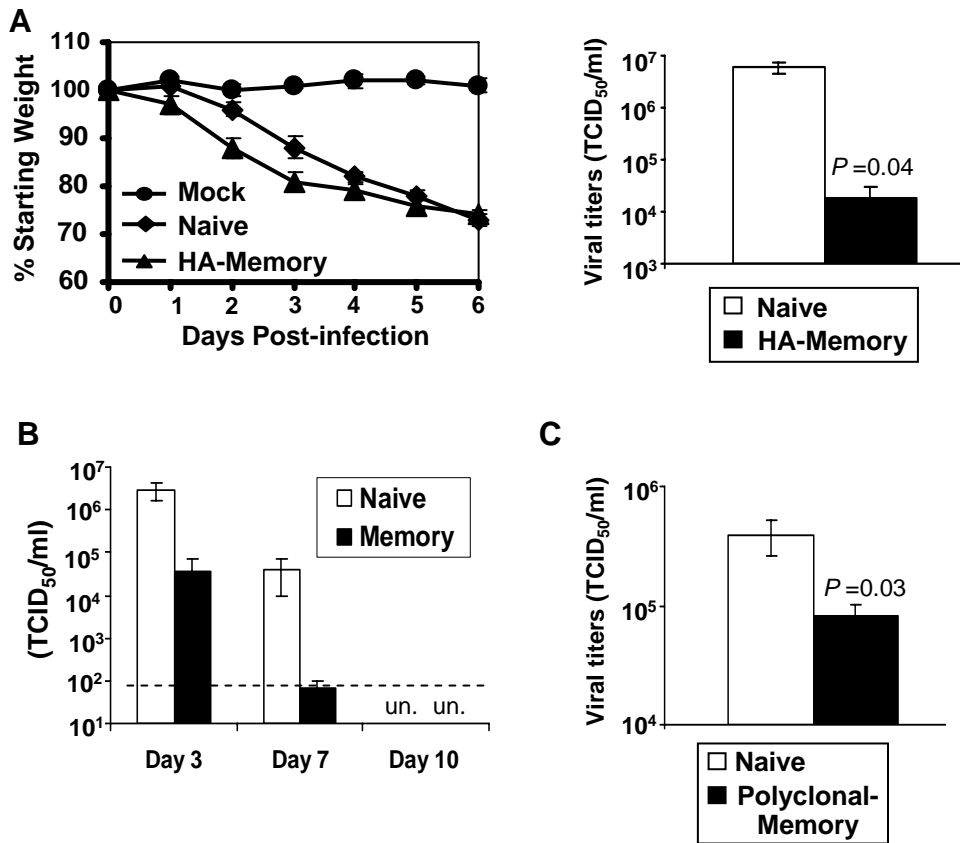 A
% Starting Weight
110
100
90
80
70
60
Mock
Naive
HA-Memory
0 1 2 3 4 5 6
Days Post-infection
Viral titers (TCID50/ml)
10^7
10^6
10^5
10^4
10^3
P =0.04
Naive
HA-Memory
B
(TCID50/ml)
10^7
10^6
10^5
10^4
10^3
10^2
10^1
Naive
Memory
un. un.
Day 3 Day 7 Day 10
C
Viral titers (TCID50/ml)
10^6
10^5
10^4
P =0.03
Naive
Polyclonal-
Memory